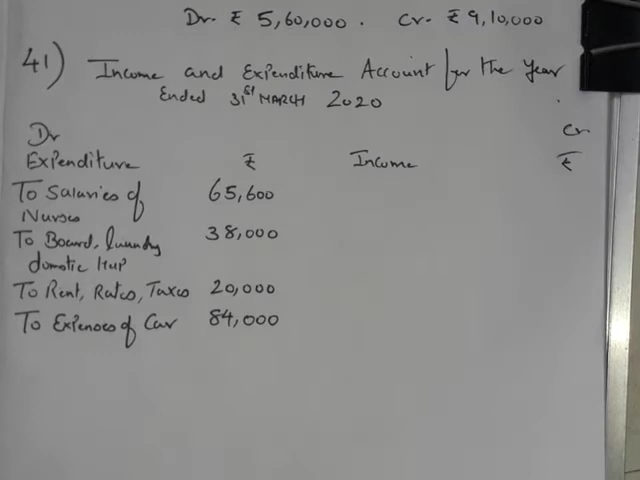 Dr. ₹ 5,60,000. Cr. ₹ 9,10,000
41) Income and Expenditure Account for the Year
Ended 31st MARCH 2020
Dr Cr.
Expenditure ₹ Income ₹
To Salaries of 65,600
Nurses
To Board, laundry 38,000
domstic Help
To Rent, Rates, Taxes 20,000
To Expenses of Car 84,000